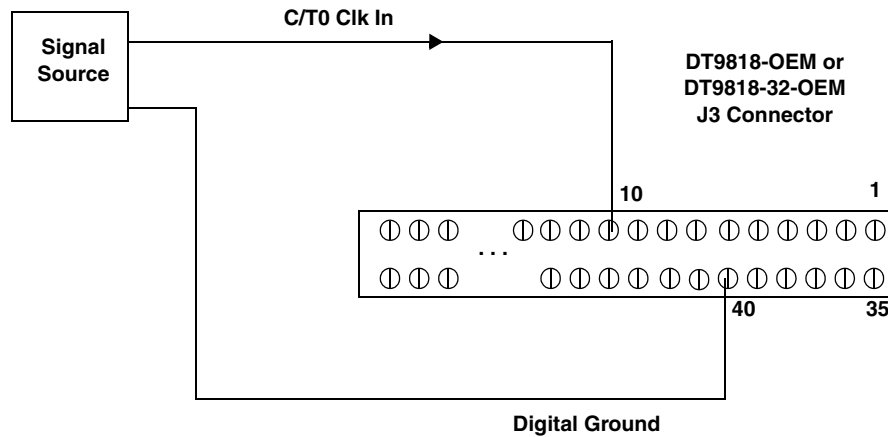 C/T0 Clk In
Signal
Source
DT9818-OEM or
DT9818-32-OEM
J3 Connector
10
1
. . .
40
35
Digital Ground